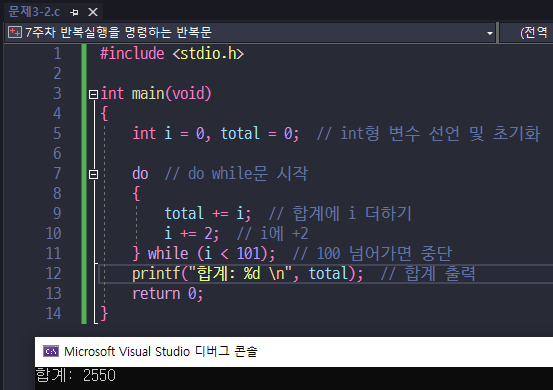 문제3-2.c
7주차 반복실행을 명령하는 반복문 (전역
1 #include <stdio.h>
2
3 int main(void)
4 {
5 int i = 0, total = 0; // int형 변수 선언 및 초기화
6
7 do // do while문 시작
8 {
9 total += i; // 합계에 i 더하기
10 i += 2; // i에 +2
11 } while (i < 101); // 100 넘어가면 중단
12 printf("합계: %d \n", total); // 합계 출력
13 return 0;
14 }
Microsoft Visual Studio 디버그 콘솔
합계: 2550